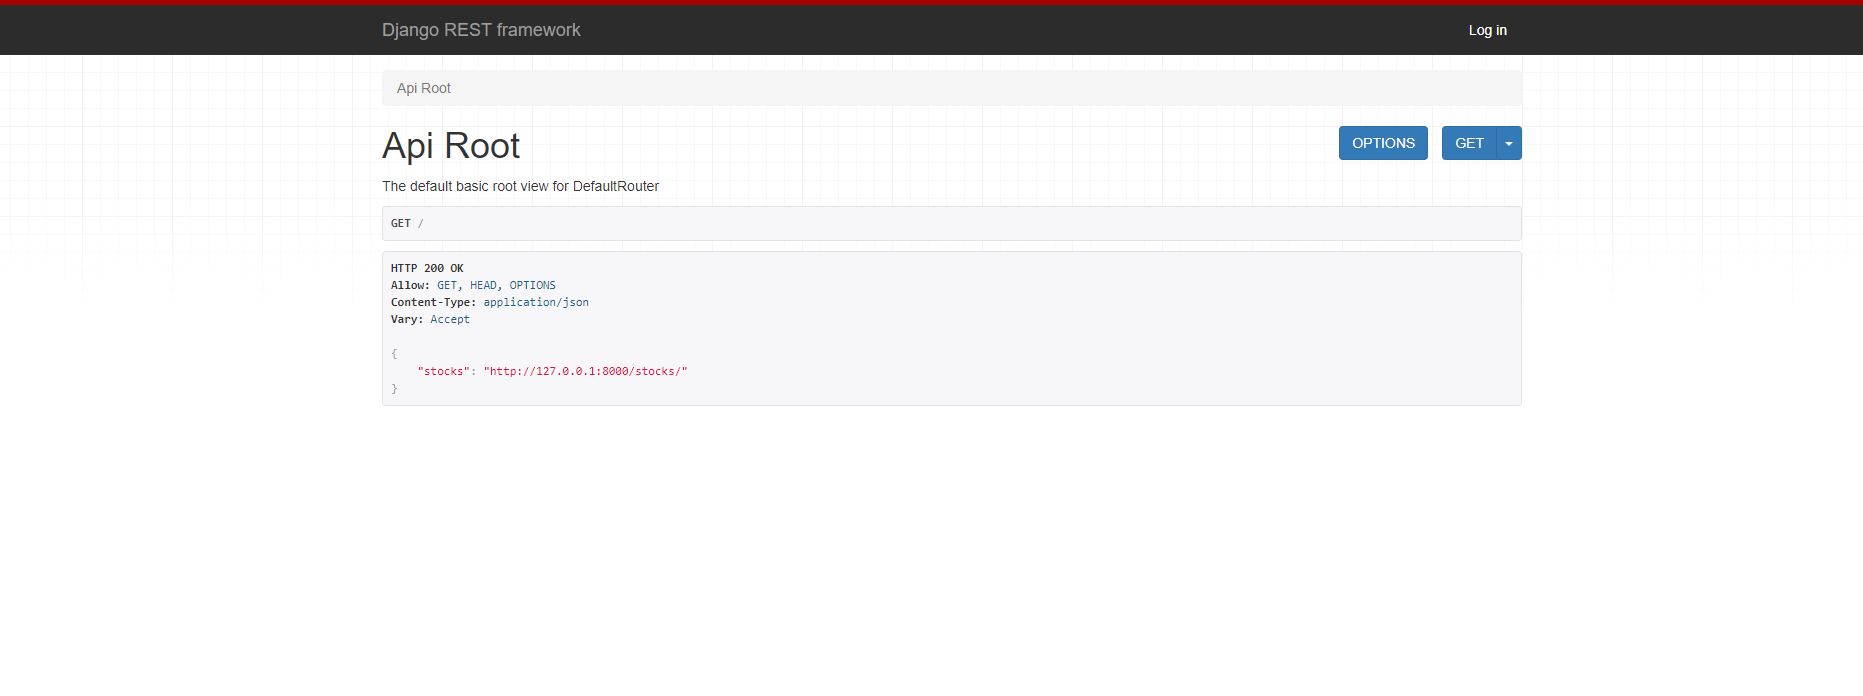 Django REST framework
Log in
Api Root
Api Root
OPTIONS
GET
The default basic root view for DefaultRouter
GET /
HTTP 200 OK
Allow: GET, HEAD, OPTIONS
Content-Type: application/json
Vary: Accept
{
"stocks": "http://127.0.0.1:8000/stocks/"
}